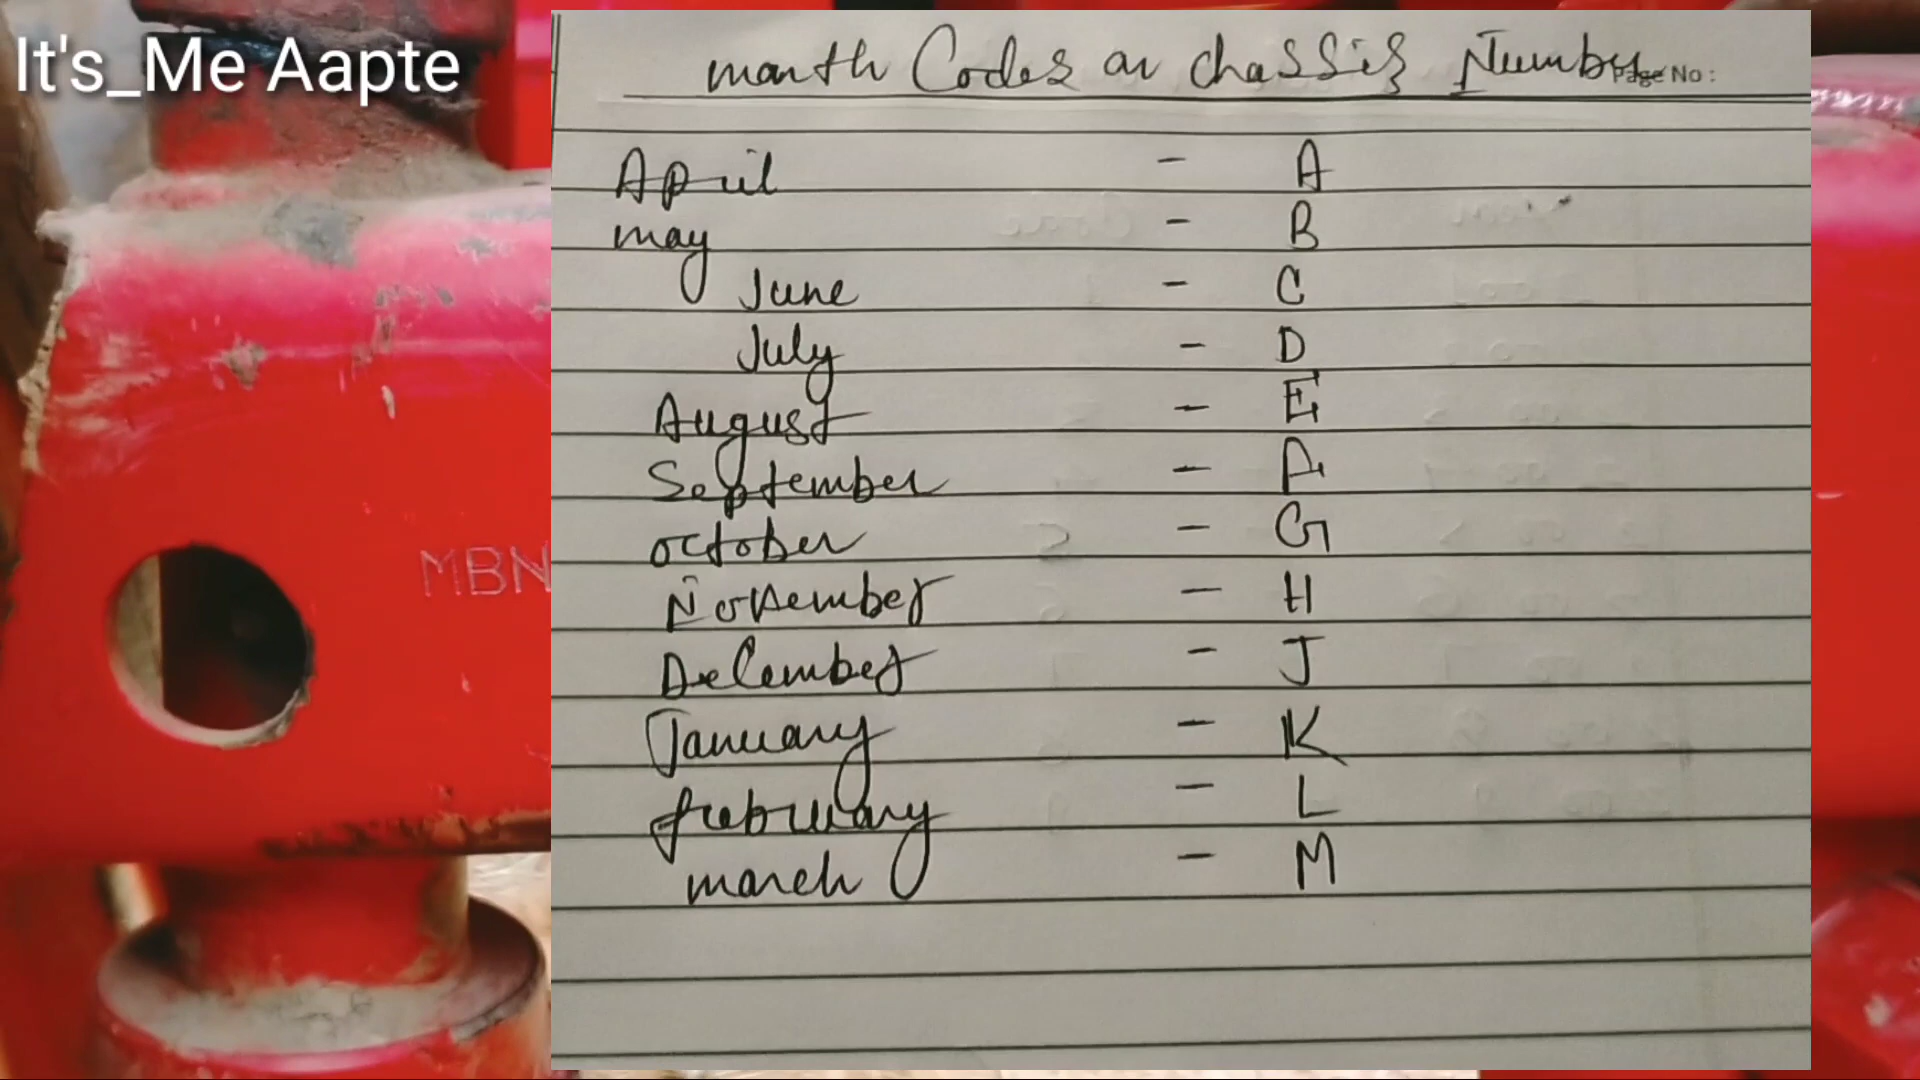 It's_Me Aapte
month Codes on chassis Number
Page No :
April - A
may - B
June - C
July - D
August - E
September - A
October - G
November - H
December - J
January - K
february - L
march - M
MBN